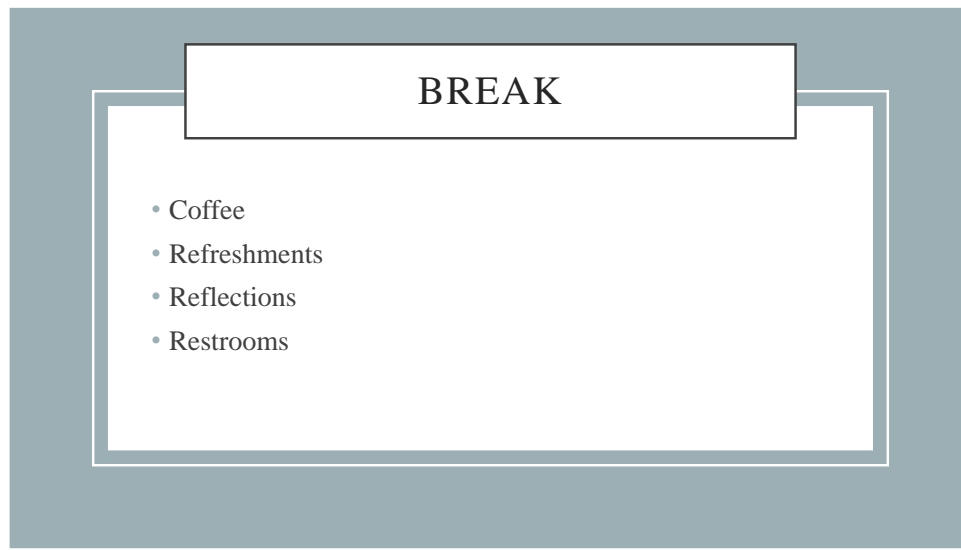 BREAK
• Coffee
• Refreshments
• Reflections
• Restrooms